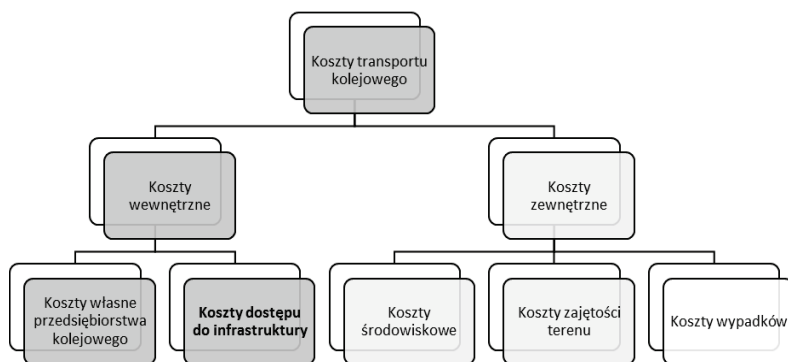 Koszty transportu
kolejowego
Koszty
wewnętrzne
Koszty
zewnętrzne
Koszty własne
przedsiębiorstwa
kolejowego
Koszty dostępu
do infrastruktury
Koszty
środowiskowe
Koszty zajętości
terenu
Koszty wypadków